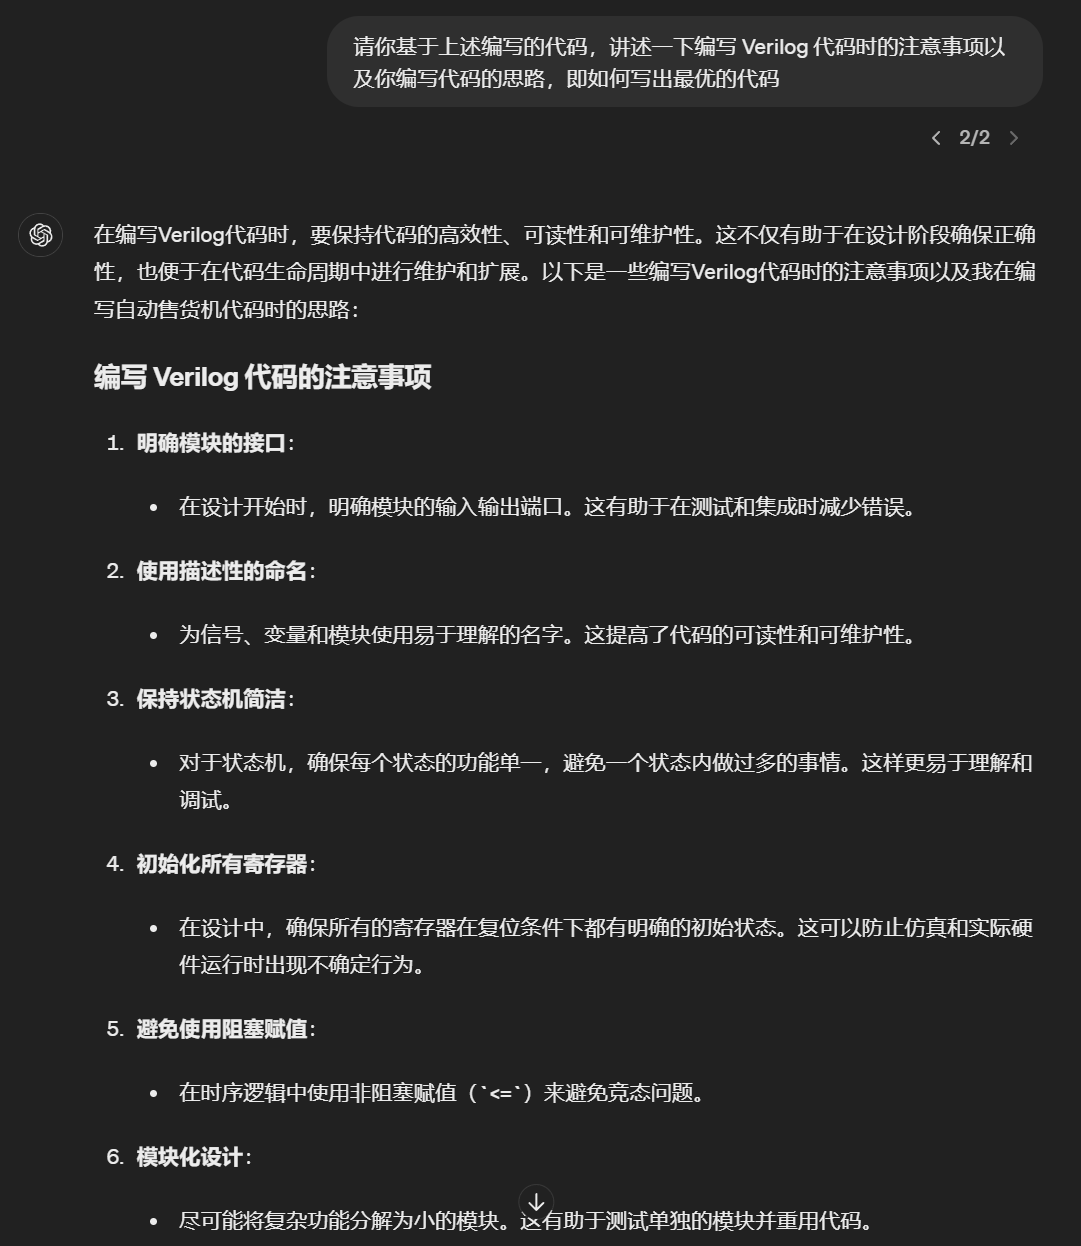 请你基于上述编写的代码，讲述一下编写 Verilog 代码时的注意事项以
及你编写代码的思路，即如何写出最优的代码
2/2
在编写Verilog代码时，要保持代码的高效性、可读性和可维护性。这不仅有助于在设计阶段确保正确
性，也便于在代码生命周期中进行维护和扩展。以下是一些编写Verilog代码时的注意事项以及我在编
写自动售货机代码时的思路：
编写 Verilog 代码的注意事项
1. 明确模块的接口：
• 在设计开始时，明确模块的输入输出端口。这有助于在测试和集成时减少错误。
2. 使用描述性的命名：
• 为信号、变量和模块使用易于理解的名字。这提高了代码的可读性和可维护性。
3. 保持状态机简洁：
• 对于状态机，确保每个状态的功能单一，避免一个状态内做过多的事情。这样更易于理解和
调试。
4. 初始化所有寄存器：
• 在设计中，确保所有的寄存器在复位条件下都有明确的初始状态。这可以防止仿真和实际硬
件运行时出现不确定行为。
5. 避免使用阻塞赋值：
• 在时序逻辑中使用非阻塞赋值（`<=`）来避免竞态问题。
6. 模块化设计：
• 尽可能将复杂功能分解为小的模块。这有助于测试单独的模块并重用代码。